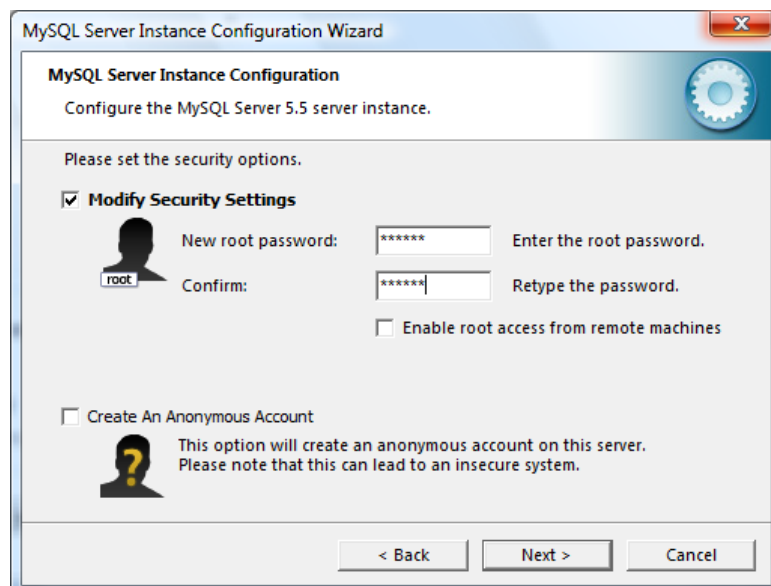 MySQL Server Instance Configuration Wizard
MySQL Server Instance Configuration
Configure the MySQL Server 5.5 server instance.
Please set the security options.
Modify Security Settings
New root password: ****** Enter the root password.
root
Confirm: ****** Retype the password.
Enable root access from remote machines
Create An Anonymous Account
This option will create an anonymous account on this server.
Please note that this can lead to an insecure system.
< Back Next > Cancel